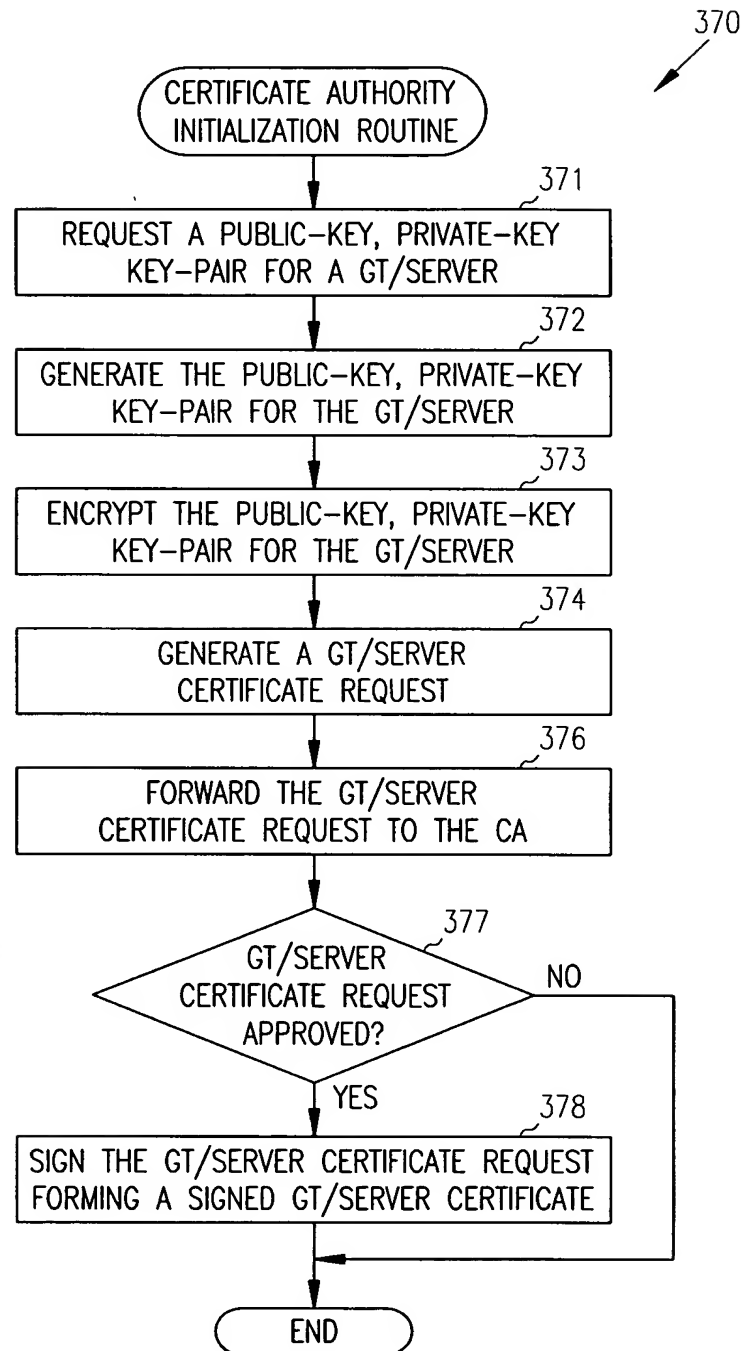 370
CERTIFICATE AUTHORITY
INITIALIZATION ROUTINE
371
REQUEST A PUBLIC-KEY, PRIVATE-KEY
KEY-PAIR FOR A GT/SERVER
372
GENERATE THE PUBLIC-KEY, PRIVATE-KEY
KEY-PAIR FOR THE GT/SERVER
373
ENCRYPT THE PUBLIC-KEY, PRIVATE-KEY
KEY-PAIR FOR THE GT/SERVER
374
GENERATE A GT/SERVER
CERTIFICATE REQUEST
376
FORWARD THE GT/SERVER
CERTIFICATE REQUEST TO THE CA
377
GT/SERVER
CERTIFICATE REQUEST
APPROVED?
NO
YES
378
SIGN THE GT/SERVER CERTIFICATE REQUEST
FORMING A SIGNED GT/SERVER CERTIFICATE
END